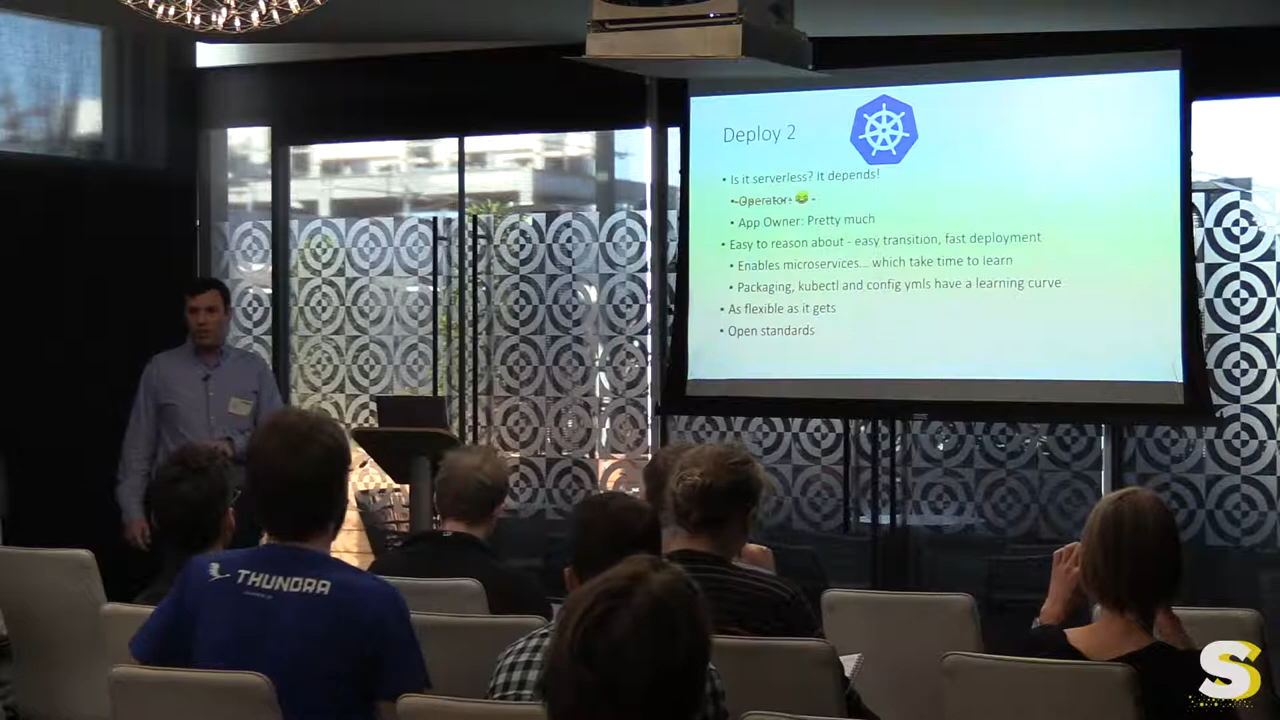 Deploy 2
• Is it serverless? It depends!
• Operator: 😂 -
• App Owner: Pretty much
• Easy to reason about - easy transition, fast deployment
• Enables microservices... which take time to learn
• Packaging, kubectl and config ymls have a learning curve
• As flexible as it gets
• Open standards
THUNDRA
S